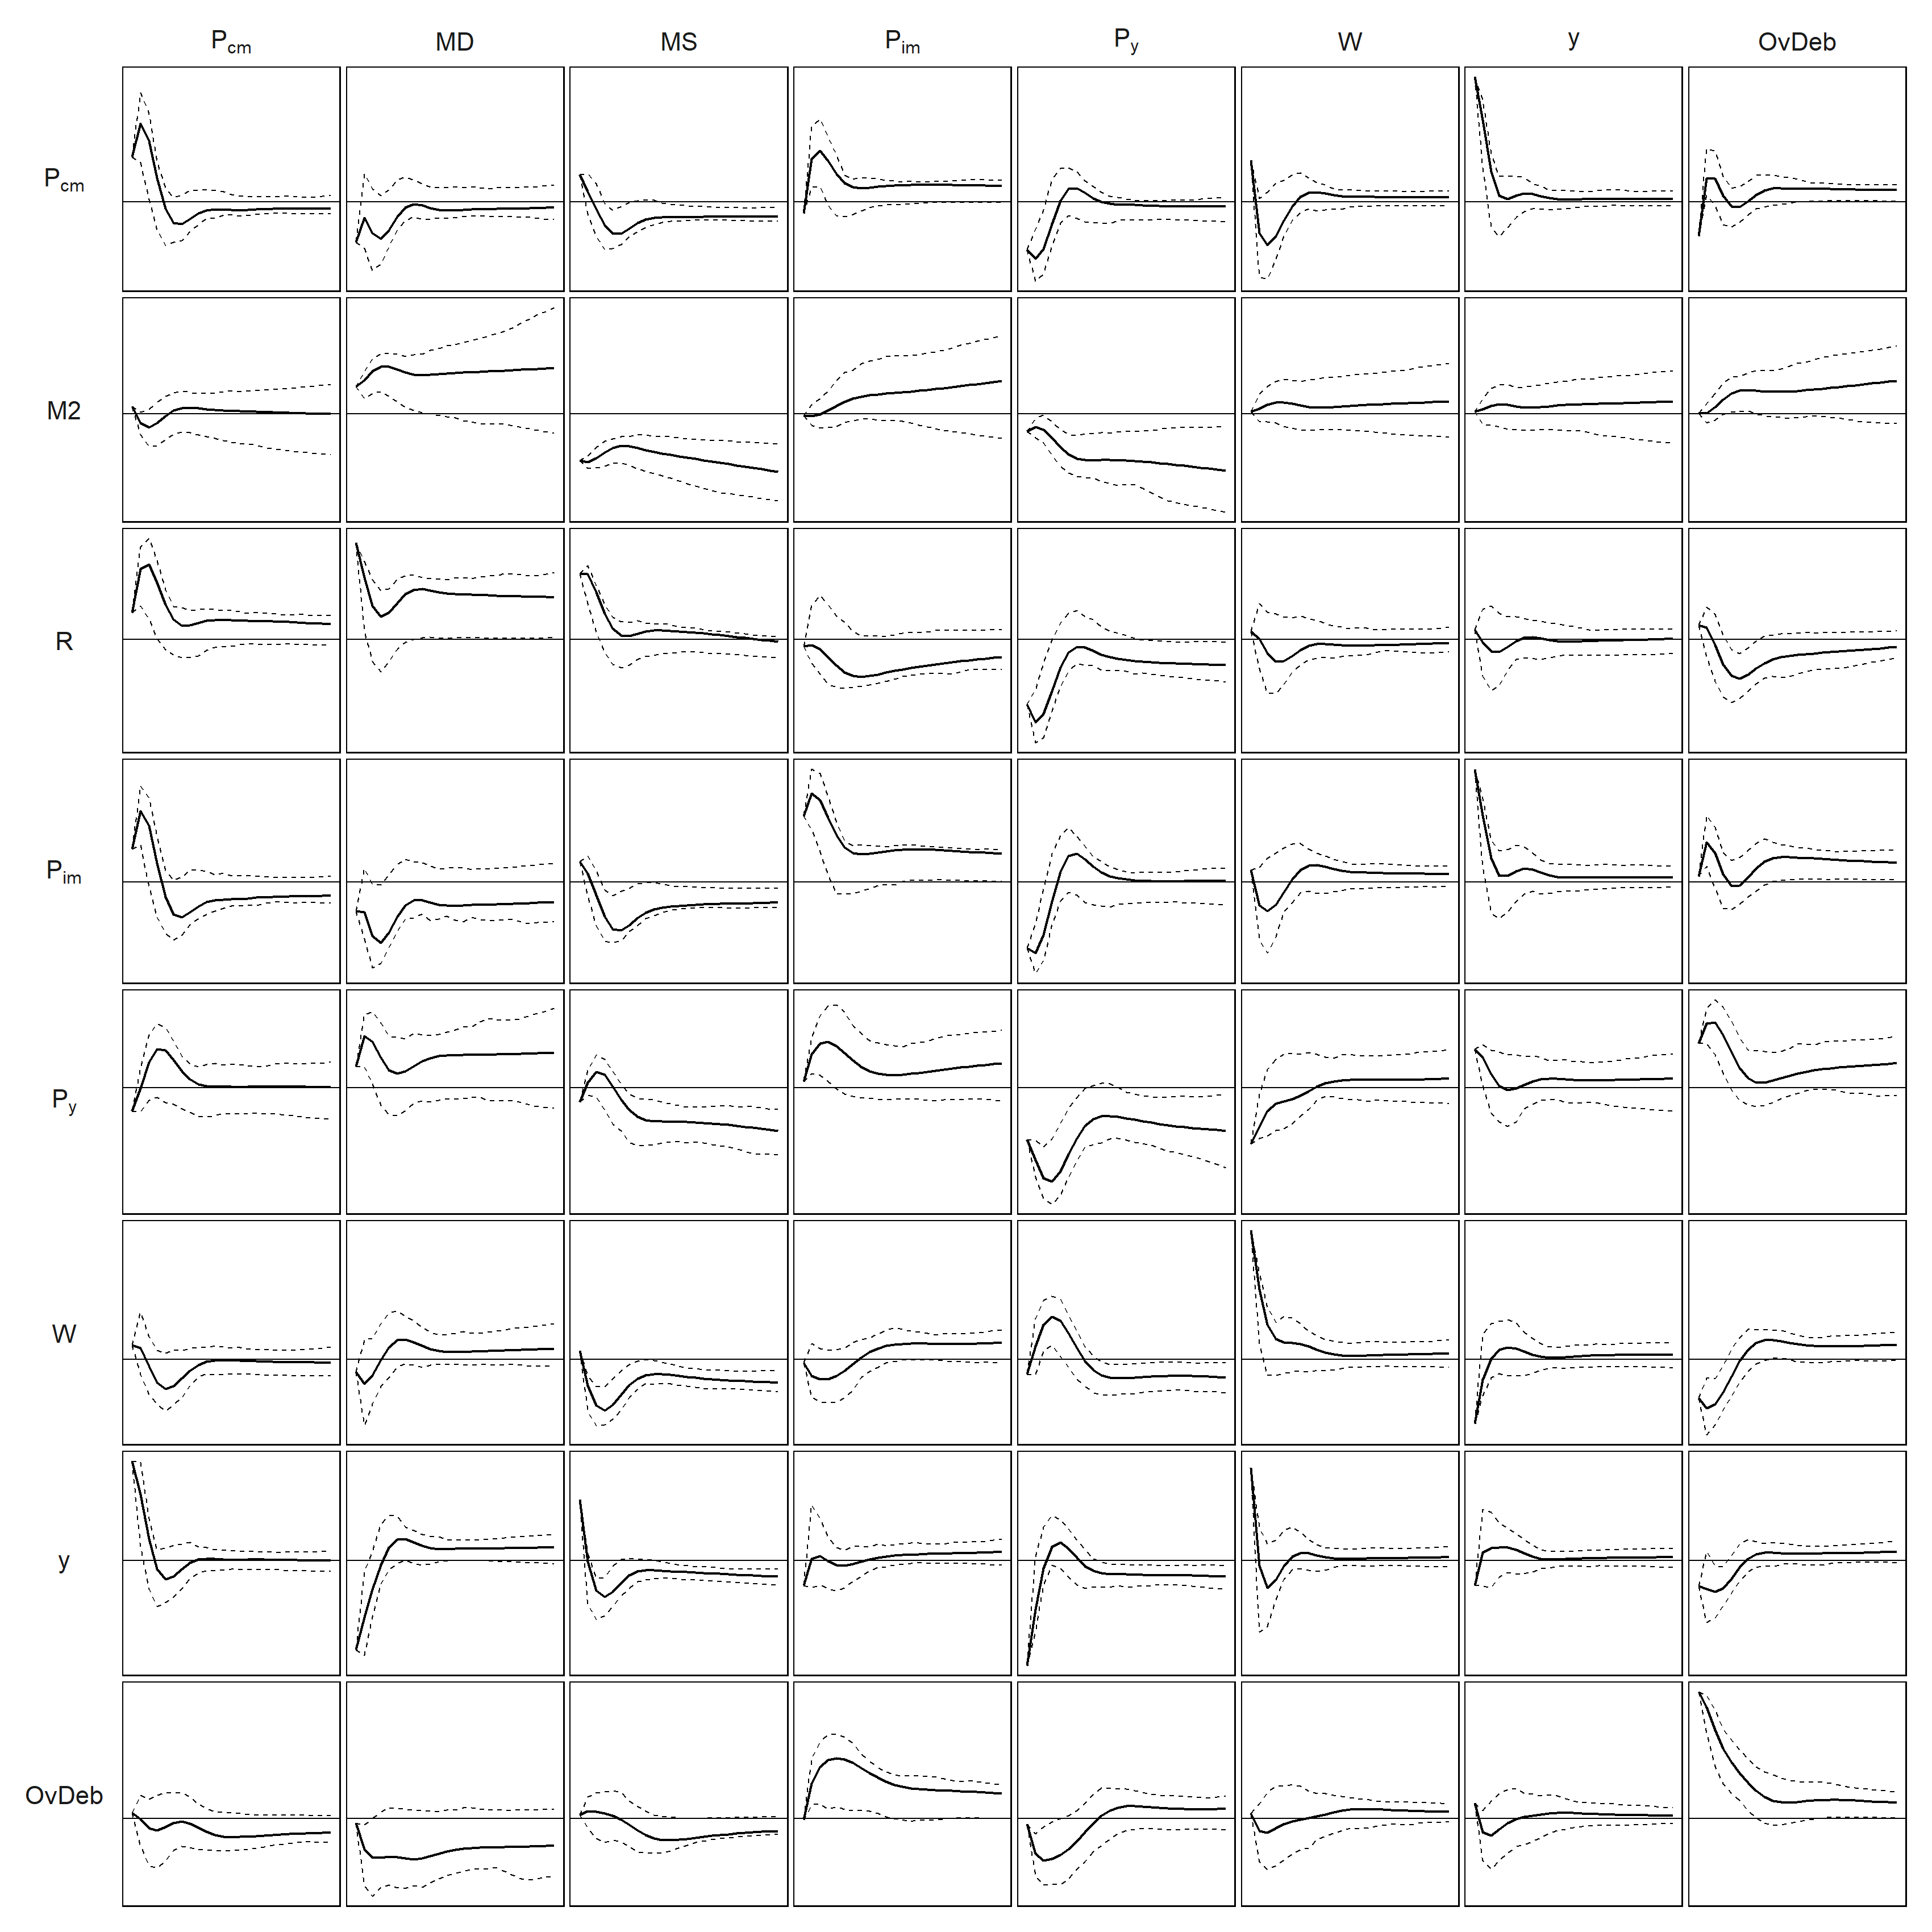 Pcm MD MS Pim Py W y OvDeb
Pcm
M2
R
Pim
Py
W
y
OvDeb